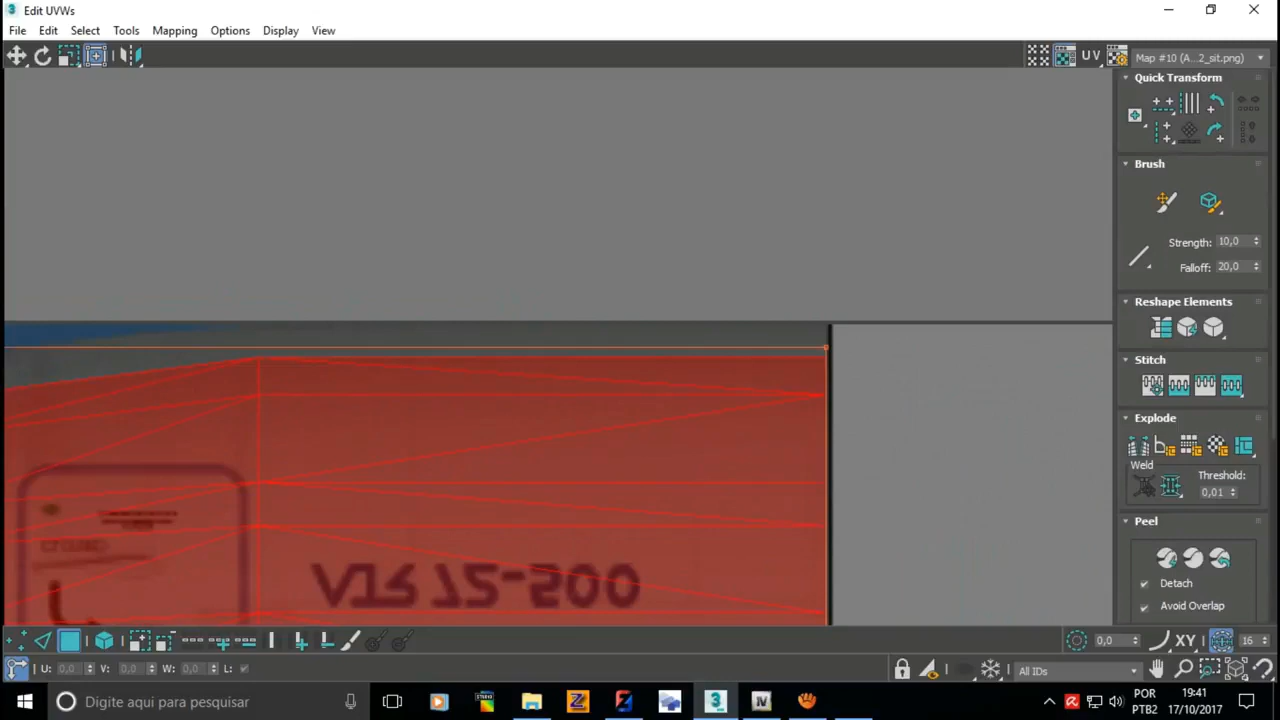 Edit UVWs
File Edit Select Tools Mapping Options Display View
UV Map #10 (A...2_sit.png)
Quick Transform
Brush
Strength: 10,0
Falloff: 20,0
Reshape Elements
Stitch
Explode
Weld
Threshold:
0,01
Peel
Detach
Avoid Overlap
0,0 XY 16
U: 0,0 V: 0,0 W: 0,0 L:
All IDs
Digite aqui para pesquisar
POR
PTB2
19:41
17/10/2017